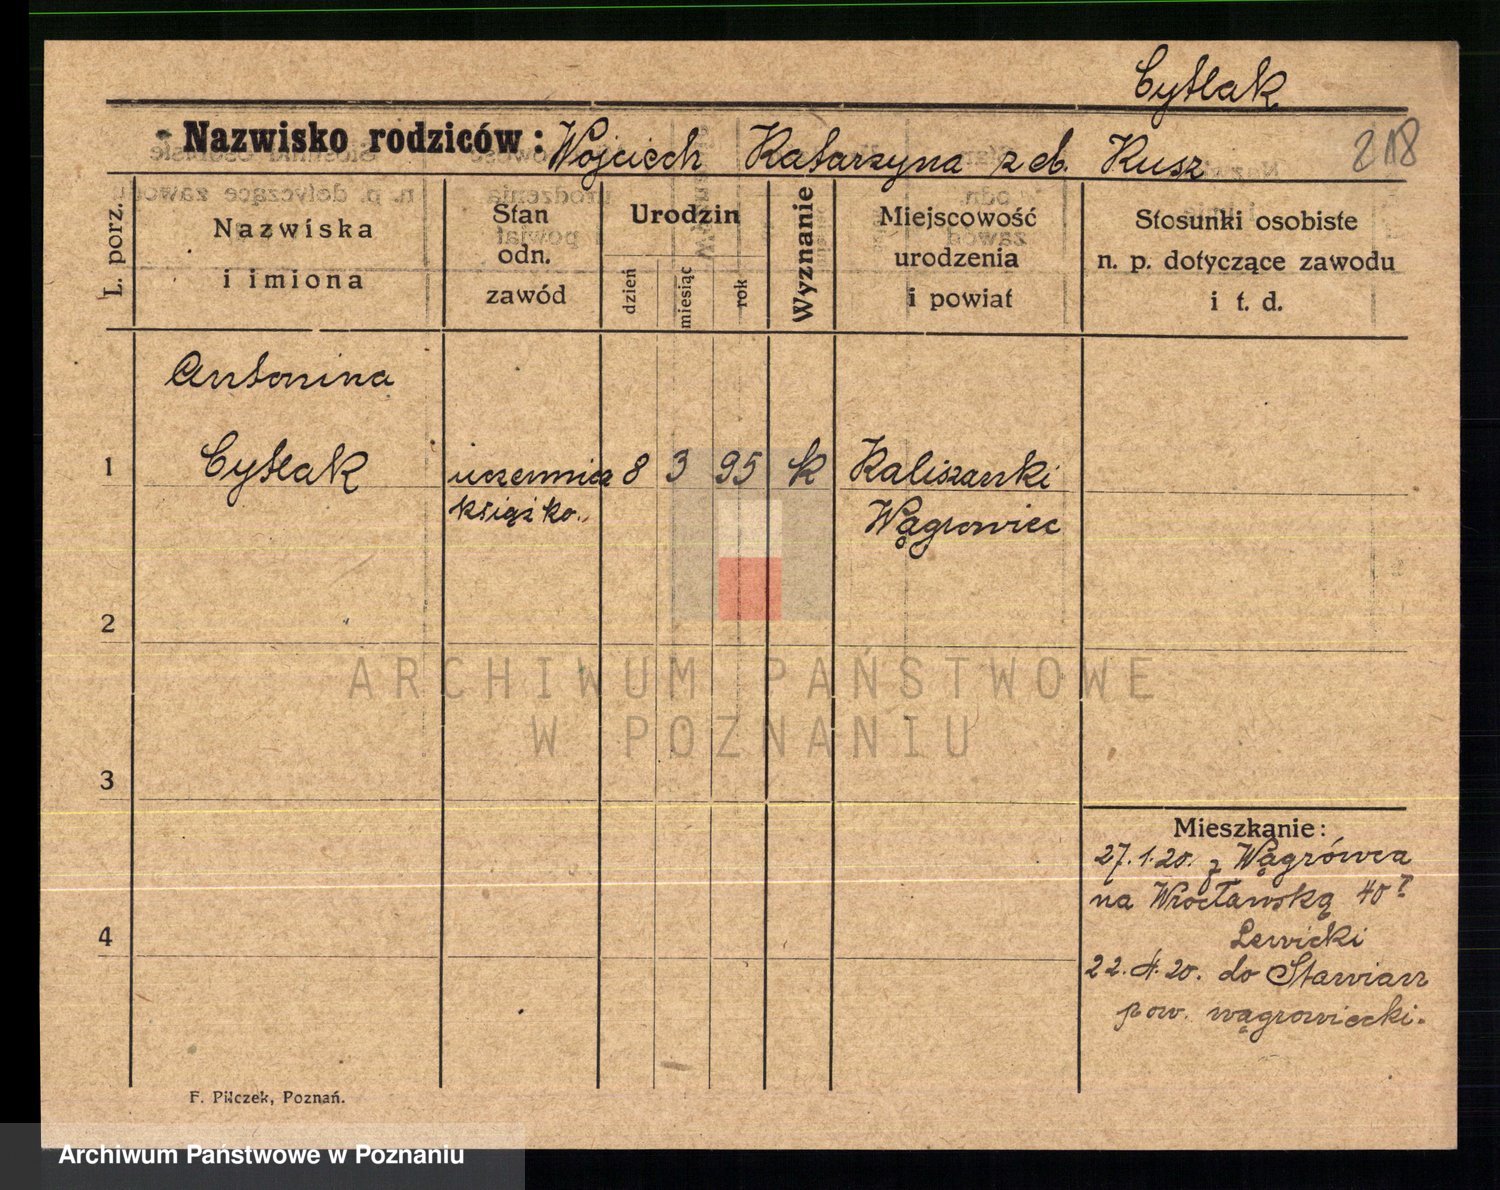 Cytlak
Nazwisko rodziców: Wojciech Katarzyna z d. Kusz
218
L. porz.
Nazwiska
i imiona
Stan
odn.
zawód
Urodzin
dzień
miesiąc
rok
Wyznanie
Miejscowość
urodzenia
i powiat
Stosunki osobiste
n. p. dotyczące zawodu
i t. d.
Antonina
1 Cytlak uczennica 8 3 95 k Kaliszanki
książko. Wągrowiec
2
3
4
Mieszkanie:
27.1.20. z Wągrówca
na Wrocławską 40
Lewicki
22.4.20. do Stawian
pow. wągrowiecki.
F. Pilczek, Poznań.
ARCHIWUM PAŃSTWOWE
W POZNANIU
Archiwum Państwowe w Poznaniu